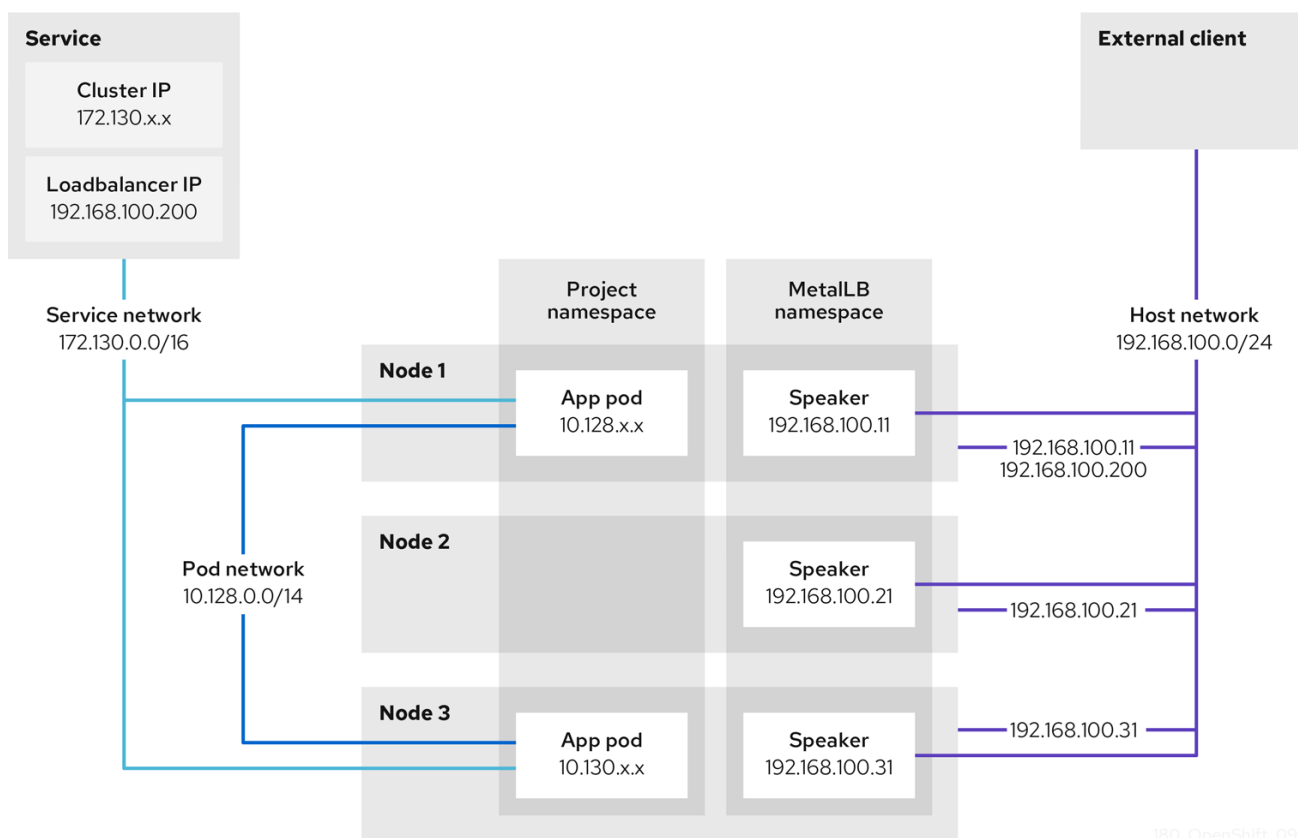 Service
Cluster IP
172.130.x.x
Loadbalancer IP
192.168.100.200
External client
Service network
172.130.0.0/16
Project
namespace
MetalLB
namespace
Host network
192.168.100.0/24
Node 1
App pod
10.128.x.x
Speaker
192.168.100.11
192.168.100.11
192.168.100.200
Pod network
10.128.0.0/14
Node 2
Speaker
192.168.100.21
192.168.100.21
Node 3
App pod
10.130.x.x
Speaker
192.168.100.31
192.168.100.31